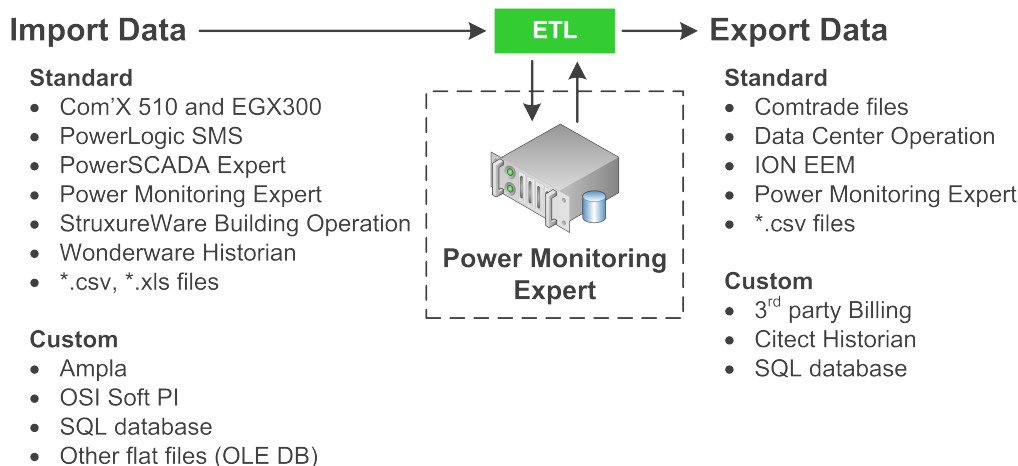 Import Data
ETL
Export Data
Standard
• Com’X 510 and EGX300
• PowerLogic SMS
• PowerSCADA Expert
• Power Monitoring Expert
• StruxureWare Building Operation
• Wonderware Historian
• *.csv, *.xls files
Custom
• Ampla
• OSI Soft PI
• SQL database
• Other flat files (OLE DB)
Power Monitoring
Expert
Standard
• Comtrade files
• Data Center Operation
• ION EEM
• Power Monitoring Expert
• *.csv files
Custom
• 3rd party Billing
• Citect Historian
• SQL database